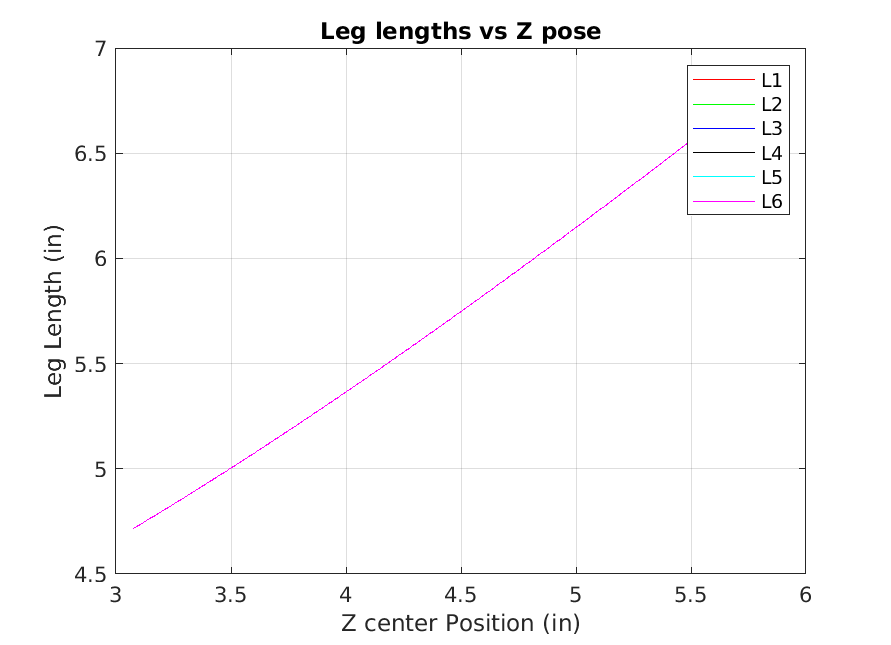 Leg lengths vs Z pose
7
6.5
6
5.5
5
4.5
Leg Length (in)
L1
L2
L3
L4
L5
L6
3 3.5 4 4.5 5 5.5 6
Z center Position (in)